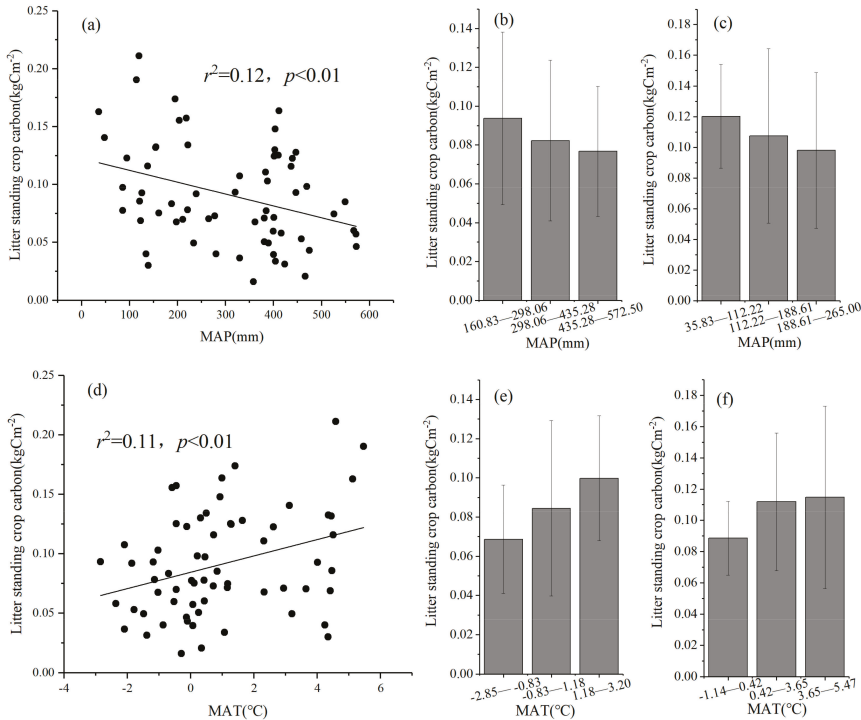 (a)
r²=0.12，p<0.01
Litter standing crop carbon(kgCm⁻²)
0.25
0.20
0.15
0.10
0.05
0.00
0 100 200 300 400 500 600
MAP(mm)
(b)
Litter standing crop carbon(kgCm⁻²)
0.14
0.12
0.10
0.08
0.06
0.04
0.02
0.00
160.83—298.06
298.06—435.28
435.28—572.50
MAP(mm)
(c)
Litter standing crop carbon(kgCm⁻²)
0.18
0.16
0.14
0.12
0.10
0.08
0.06
0.04
0.02
0.00
35.83—112.22
112.22—188.61
188.61—265.00
MAP(mm)
(d)
r²=0.11，p<0.01
Litter standing crop carbon(kgCm⁻²)
0.25
0.20
0.15
0.10
0.05
0.00
-4 -2 0 2 4 6
MAT(℃)
(e)
Litter standing crop carbon(kgCm⁻²)
0.14
0.12
0.10
0.08
0.06
0.04
0.02
0.00
-2.85— -0.83
-0.83—1.18
1.18—3.20
MAT(℃)
(f)
Litter standing crop carbon(kgCm⁻²)
0.18
0.16
0.14
0.12
0.10
0.08
0.06
0.04
0.02
0.00
-1.14—0.42
0.42—3.65
3.65—5.47
MAT(℃)